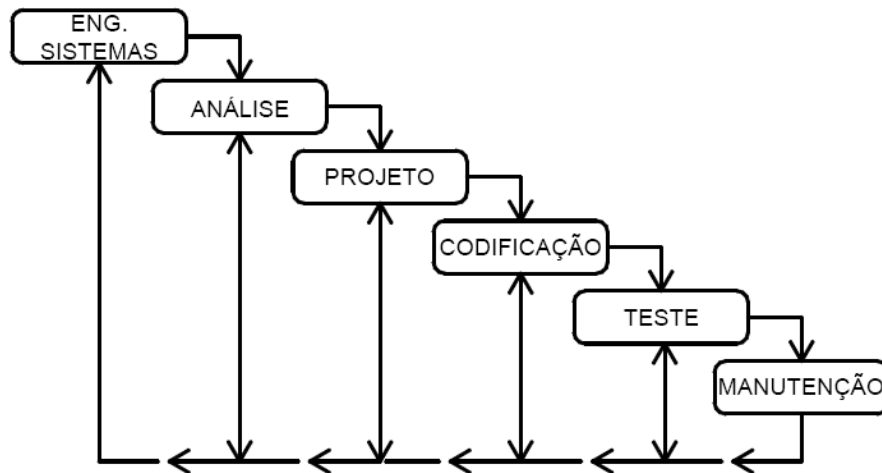 ENG.
SISTEMAS
ANÁLISE
PROJETO
CODIFICAÇÃO
TESTE
MANUTENÇÃO